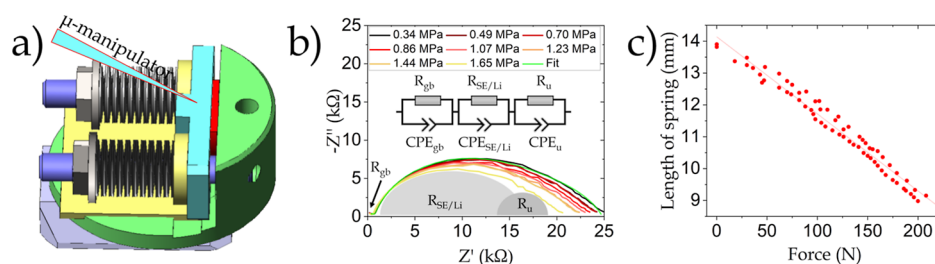 a)
μ-manipulator
b)
25
20
15
10
5
0
-Z'' (kΩ)
0.34 MPa 0.49 MPa 0.70 MPa
0.86 MPa 1.07 MPa 1.23 MPa
1.44 MPa 1.65 MPa Fit
Rgb RSE/Li Ru
CPEgb CPESE/Li CPEu
Rgb
RSE/Li
Ru
0 5 10 15 20 25
Z' (kΩ)
c)
14
13
12
11
10
9
Length of spring (mm)
0 50 100 150 200
Force (N)